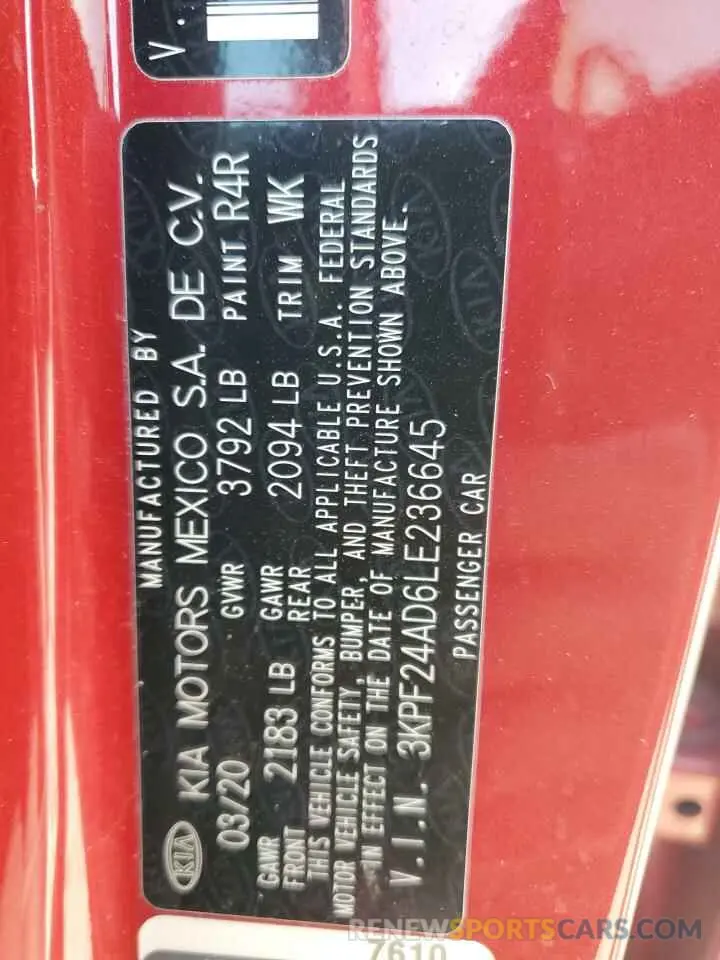 V.
MANUFACTURED BY
KIA KIA MOTORS MEXICO S.A. DE C.V.
03/20 GVWR 3792 LB PAINT R4R
GAWR FRONT 2183 LB GAWR REAR 2094 LB TRIM WK
THIS VEHICLE CONFORMS TO ALL APPLICABLE U.S.A. FEDERAL
MOTOR VEHICLE SAFETY, BUMPER, AND THEFT PREVENTION STANDARDS
IN EFFECT ON THE DATE OF MANUFACTURE SHOWN ABOVE.
V.I.N. 3KPF24AD6LE236645
PASSENGER CAR
RENEWSPORTSCARS.COM
7610